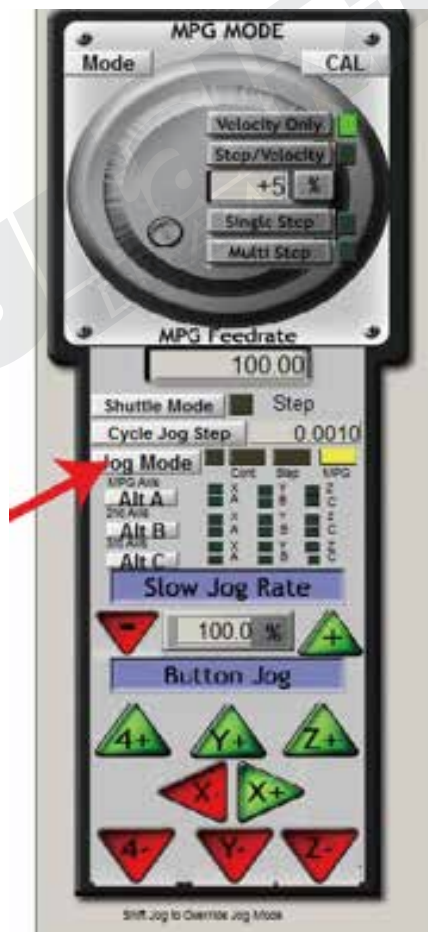 MPG MODE
Mode CAL
Velocity Only
Step/Velocity
+5 %
Single Step
Multi Step
MPG Feedrate
100.00
Shuttle Mode Step
Cycle Jog Step 0.0010
Jog Mode
Cont. Step MPG
MPG Axis X Y Z
Alt A A B C
2nd Axis X Y Z
Alt B A B C
3rd Axis X Y Z
Alt C A B C
Slow Jog Rate
- 100.0 % +
Button Jog
4+ Y+ Z+
X- X+
4- Y- Z-
Shift Jog to Override Jog Mode